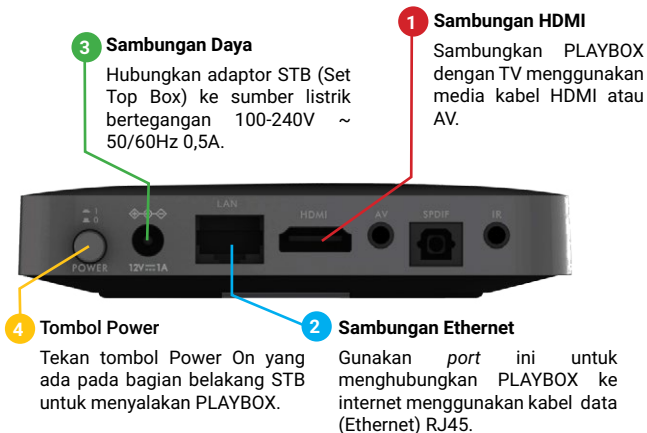 1 Sambungan HDMI
Sambungkan PLAYBOX
dengan TV menggunakan
media kabel HDMI atau
AV.
3 Sambungan Daya
Hubungkan adaptor STB (Set
Top Box) ke sumber listrik
bertegangan 100-240V ~
50/60Hz 0,5A.
1
0
POWER
12V⎓1A
LAN
HDMI
AV
SPDIF
IR
4 Tombol Power
Tekan tombol Power On yang
ada pada bagian belakang STB
untuk menyalakan PLAYBOX.
2 Sambungan Ethernet
Gunakan port ini untuk
menghubungkan PLAYBOX ke
internet menggunakan kabel data
(Ethernet) RJ45.